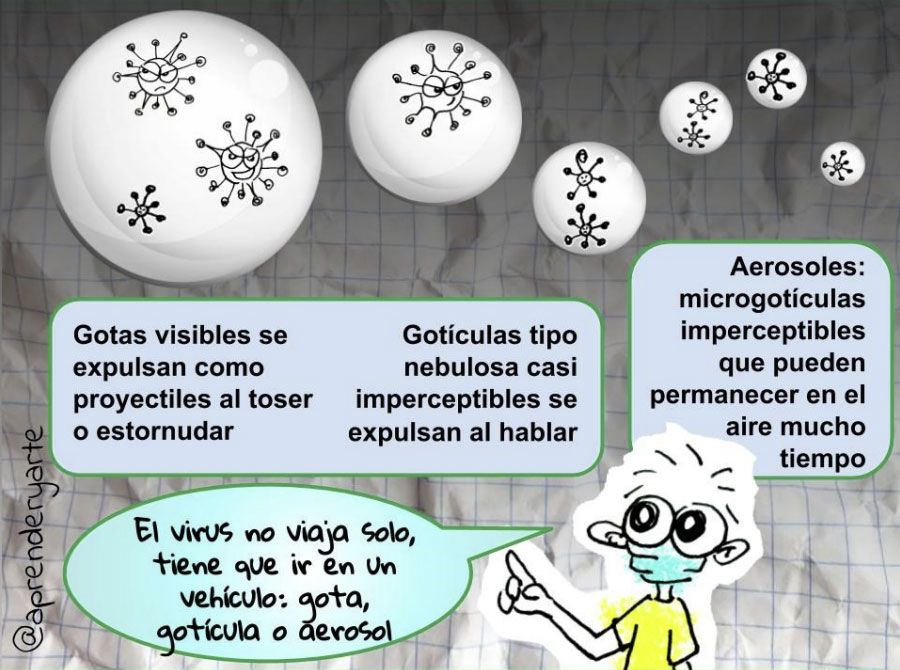 Gotas visibles se
expulsan como
proyectiles al toser
o estornudar
Gotículas tipo
nebulosa casi
imperceptibles se
expulsan al hablar
Aerosoles:
microgotículas
imperceptibles
que pueden
permanecer en el
aire mucho
tiempo
El virus no viaja solo,
tiene que ir en un
vehículo: gota,
gotícula o aerosol
@aprenderyarte